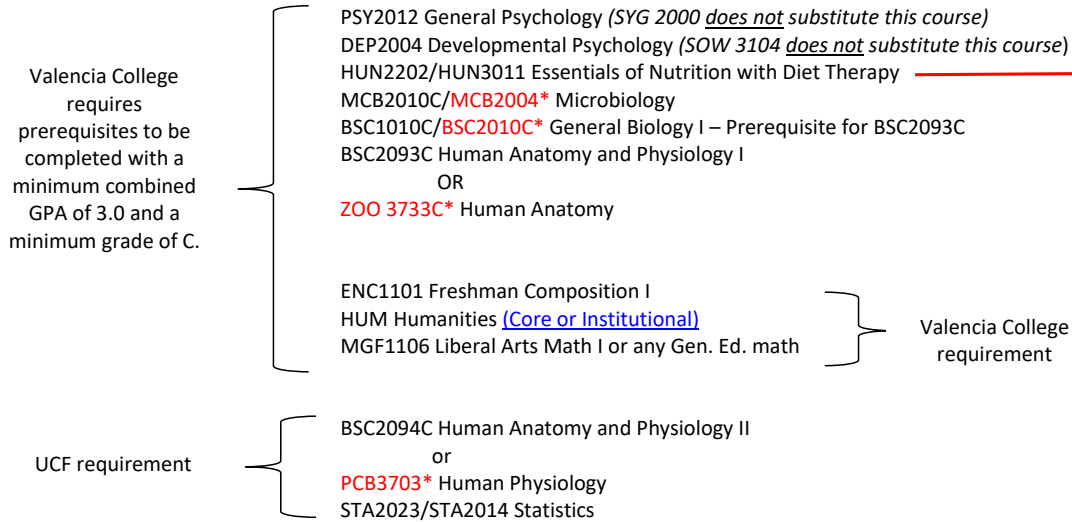 Valencia College
requires
prerequisites to be
completed with a
minimum combined
GPA of 3.0 and a
minimum grade of C.
PSY2012 General Psychology (SYG 2000 does not substitute this course)
DEP2004 Developmental Psychology (SOW 3104 does not substitute this course)
HUN2202/HUN3011 Essentials of Nutrition with Diet Therapy
MCB2010C/MCB2004* Microbiology
BSC1010C/BSC2010C* General Biology I – Prerequisite for BSC2093C
BSC2093C Human Anatomy and Physiology I
OR
ZOO 3733C* Human Anatomy
ENC1101 Freshman Composition I
HUM Humanities (Core or Institutional)
MGF1106 Liberal Arts Math I or any Gen. Ed. math
Valencia College
requirement
UCF requirement
BSC2094C Human Anatomy and Physiology II
or
PCB3703* Human Physiology
STA2023/STA2014 Statistics